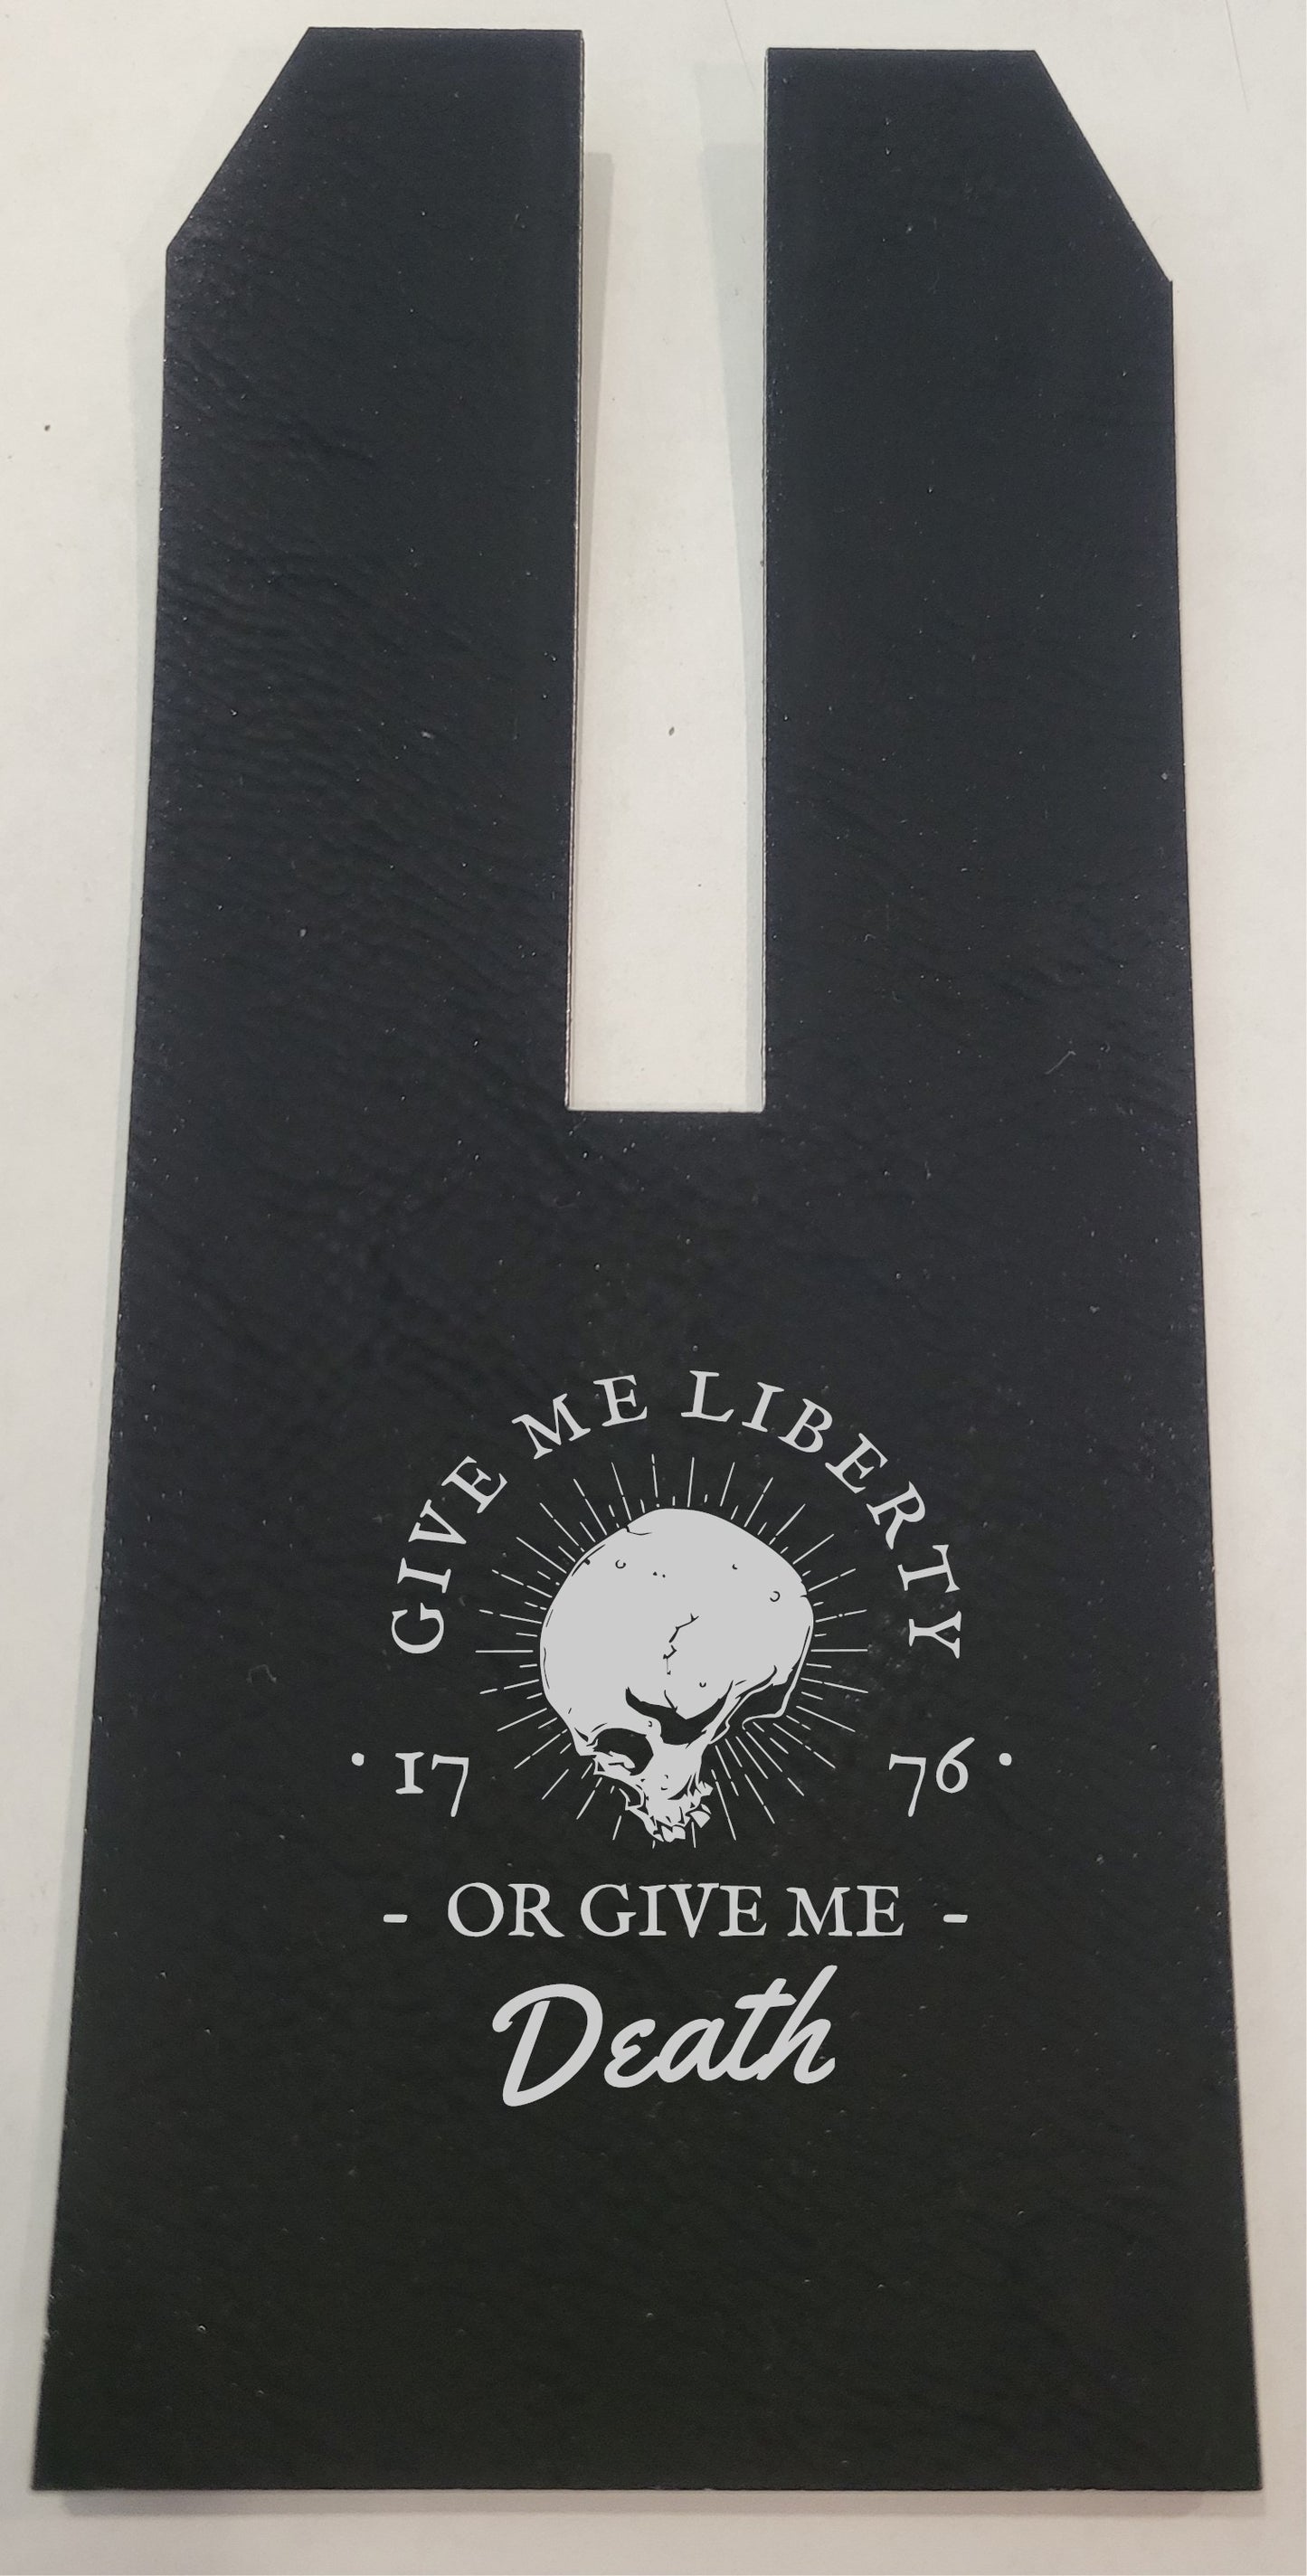 GIVE ME LIBERTY
· 17 76 ·
- OR GIVE ME -
Death